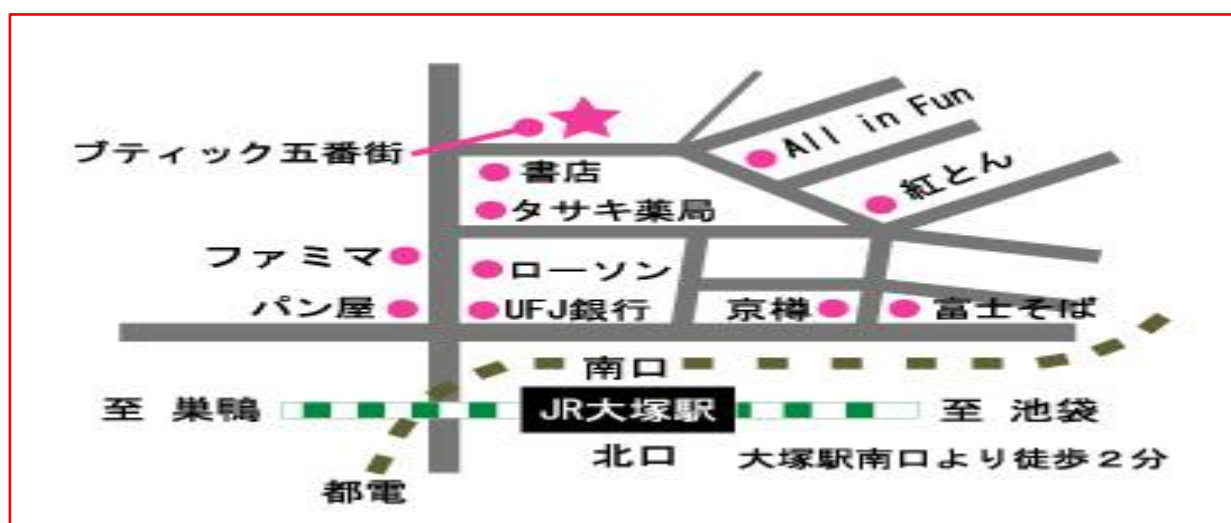 All in Fun
ブティック五番街
書店
紅とん
タサキ薬局
ファミマ
ローソン
パン屋
UFJ銀行
京樽
富士そば
南口
至 巣鴨
JR大塚駅
至 池袋
北口
大塚駅南口より徒歩2分
都電